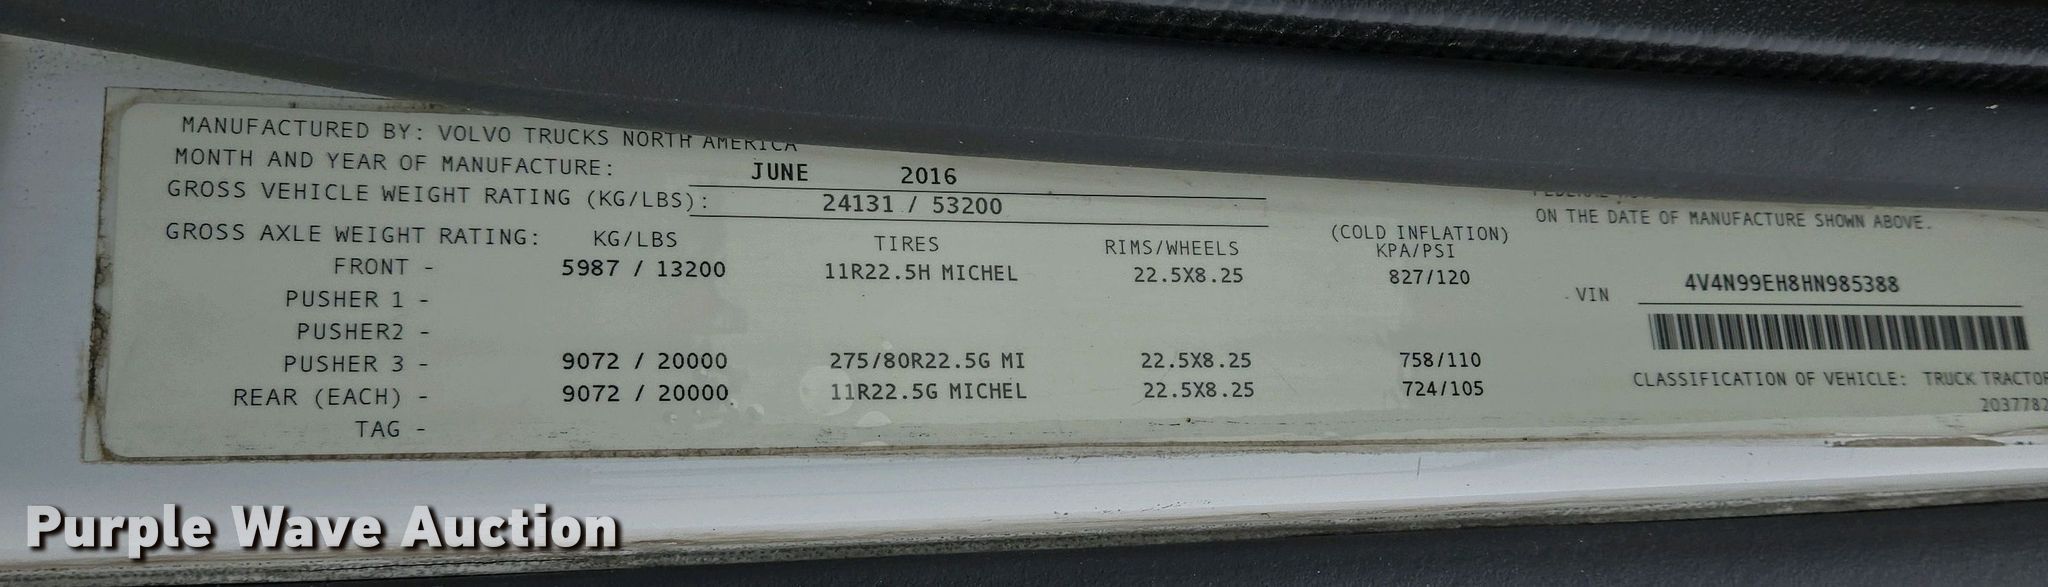 MANUFACTURED BY: VOLVO TRUCKS NORTH AMERICA
MONTH AND YEAR OF MANUFACTURE: JUNE 2016
GROSS VEHICLE WEIGHT RATING (KG/LBS): 24131 / 53200
GROSS AXLE WEIGHT RATING: KG/LBS TIRES RIMS/WHEELS (COLD INFLATION) KPA/PSI
FRONT - 5987 / 13200 11R22.5H MICHEL 22.5X8.25 827/120
PUSHER 1 -
PUSHER2 -
PUSHER 3 - 9072 / 20000 275/80R22.5G MI 22.5X8.25 758/110
REAR (EACH) - 9072 / 20000 11R22.5G MICHEL 22.5X8.25 724/105
TAG -
ON THE DATE OF MANUFACTURE SHOWN ABOVE.
VIN 4V4N99EH8HN985388
CLASSIFICATION OF VEHICLE: TRUCK TRACTOR
2037782
Purple Wave Auction